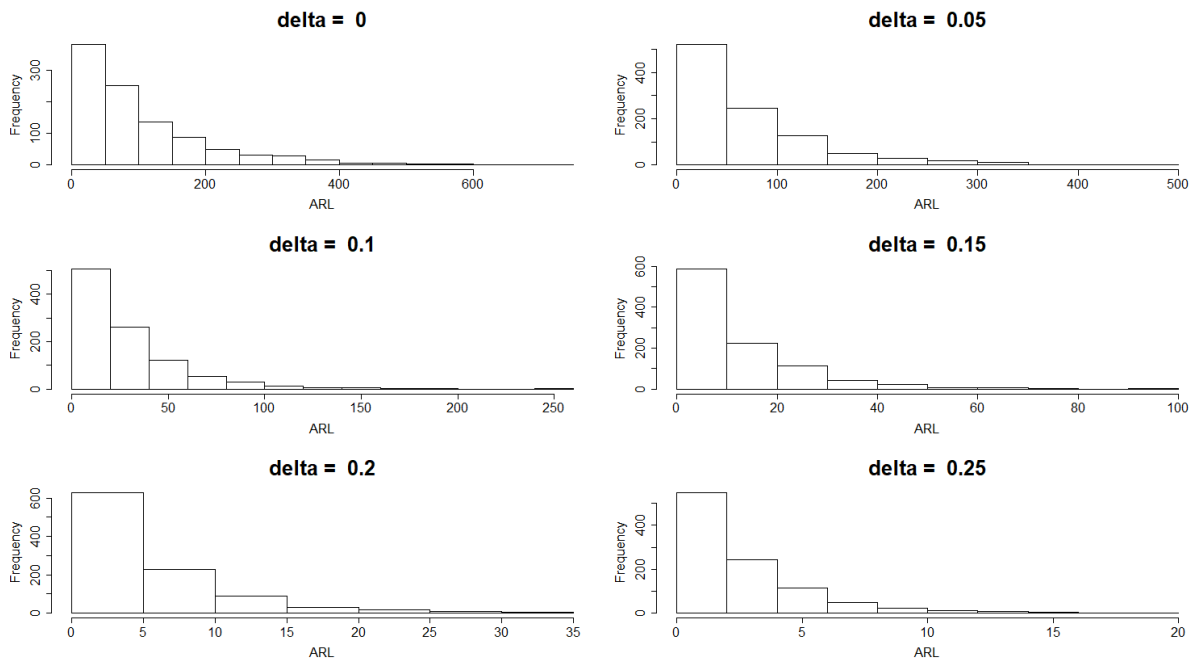 delta =  0
Frequency
0 100 300
0 200 400 600
ARL
delta =  0.05
Frequency
0 200 400
0 100 200 300 400 500
ARL
delta =  0.1
Frequency
0 200 400
0 50 100 150 200 250
ARL
delta =  0.15
Frequency
0 200 400 600
0 20 40 60 80 100
ARL
delta =  0.2
Frequency
0 200 400 600
0 5 10 15 20 25 30 35
ARL
delta =  0.25
Frequency
0 200 400
0 5 10 15 20
ARL